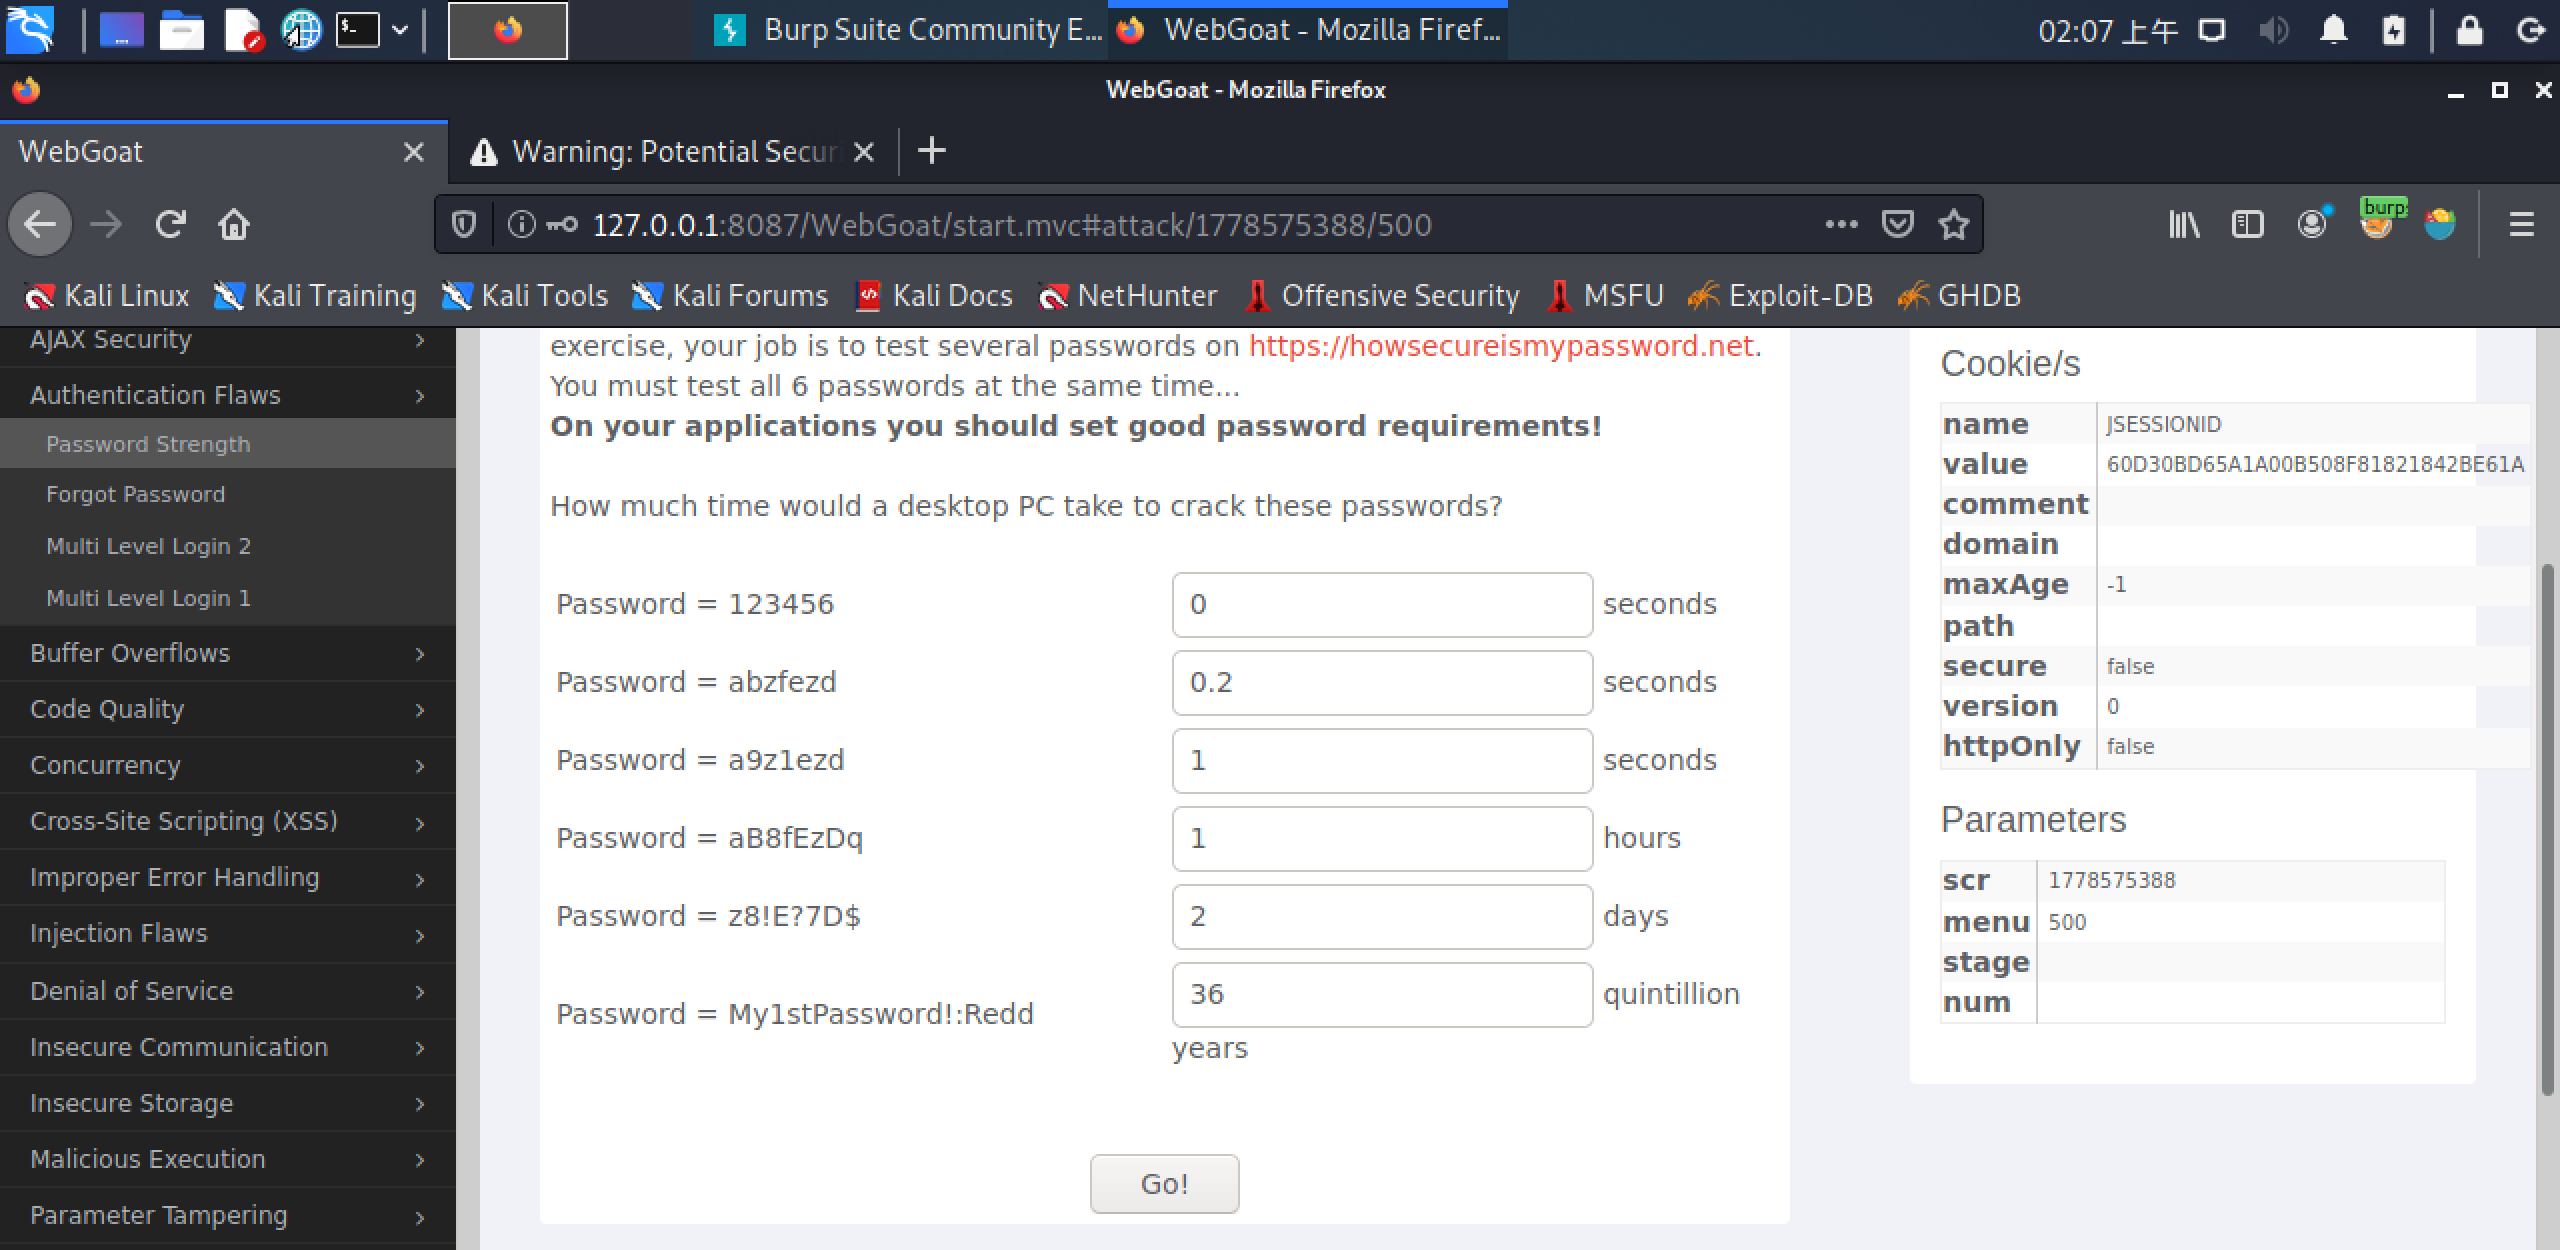 Burp Suite Community E...
WebGoat - Mozilla Firef...
02:07 上午
WebGoat - Mozilla Firefox
WebGoat
Warning: Potential Secur
127.0.0.1:8087/WebGoat/start.mvc#attack/1778575388/500
burp
Kali Linux
Kali Training
Kali Tools
Kali Forums
Kali Docs
NetHunter
Offensive Security
MSFU
Exploit-DB
GHDB
AJAX Security
Authentication Flaws
Password Strength
Forgot Password
Multi Level Login 2
Multi Level Login 1
Buffer Overflows
Code Quality
Concurrency
Cross-Site Scripting (XSS)
Improper Error Handling
Injection Flaws
Denial of Service
Insecure Communication
Insecure Storage
Malicious Execution
Parameter Tampering
exercise, your job is to test several passwords on https://howsecureismypassword.net.
You must test all 6 passwords at the same time...
On your applications you should set good password requirements!
How much time would a desktop PC take to crack these passwords?
Password = 123456 0 seconds
Password = abzfezd 0.2 seconds
Password = a9z1ezd 1 seconds
Password = aB8fEzDq 1 hours
Password = z8!E?7D$ 2 days
Password = My1stPassword!:Redd 36 quintillion
years
Go!
Cookie/s
name JSESSIONID
value 60D30BD65A1A00B508F81821842BE61A
comment
domain
maxAge -1
path
secure false
version 0
httpOnly false
Parameters
scr 1778575388
menu 500
stage
num